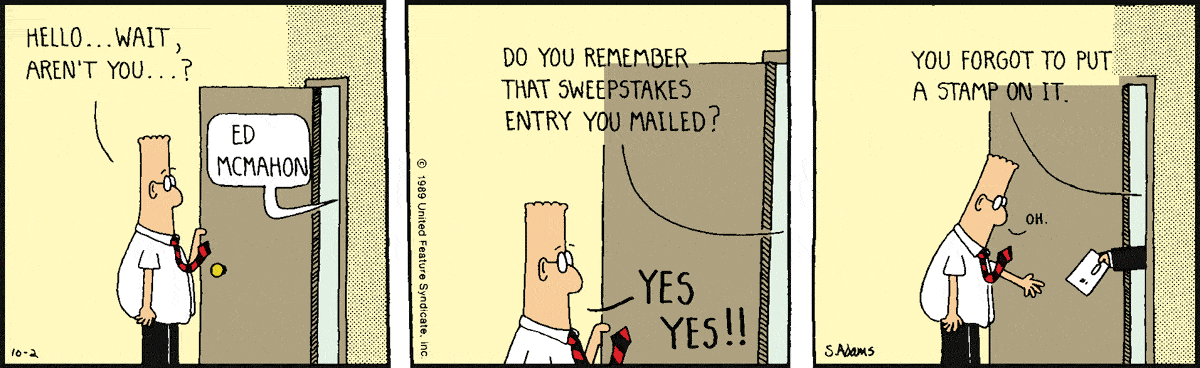 HELLO...WAIT,
AREN'T YOU...?
ED
MCMAHON
10-2
DO YOU REMEMBER
THAT SWEEPSTAKES
ENTRY YOU MAILED?
YES
YES!!
© 1989 United Feature Syndicate, Inc.
YOU FORGOT TO PUT
A STAMP ON IT.
OH.
S.Adams